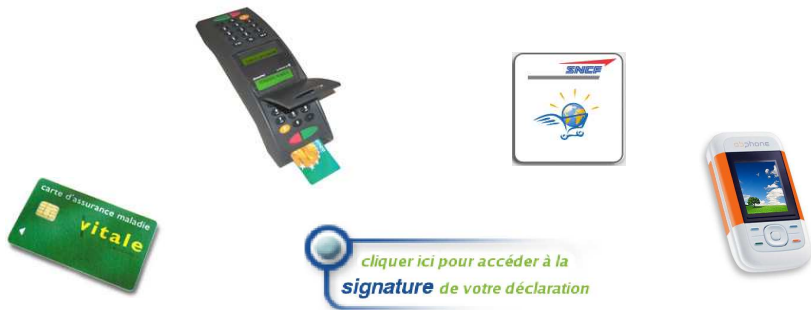 SNCF
carte d'assurance maladie
vitale
cliquer ici pour accéder à la
signature de votre déclaration